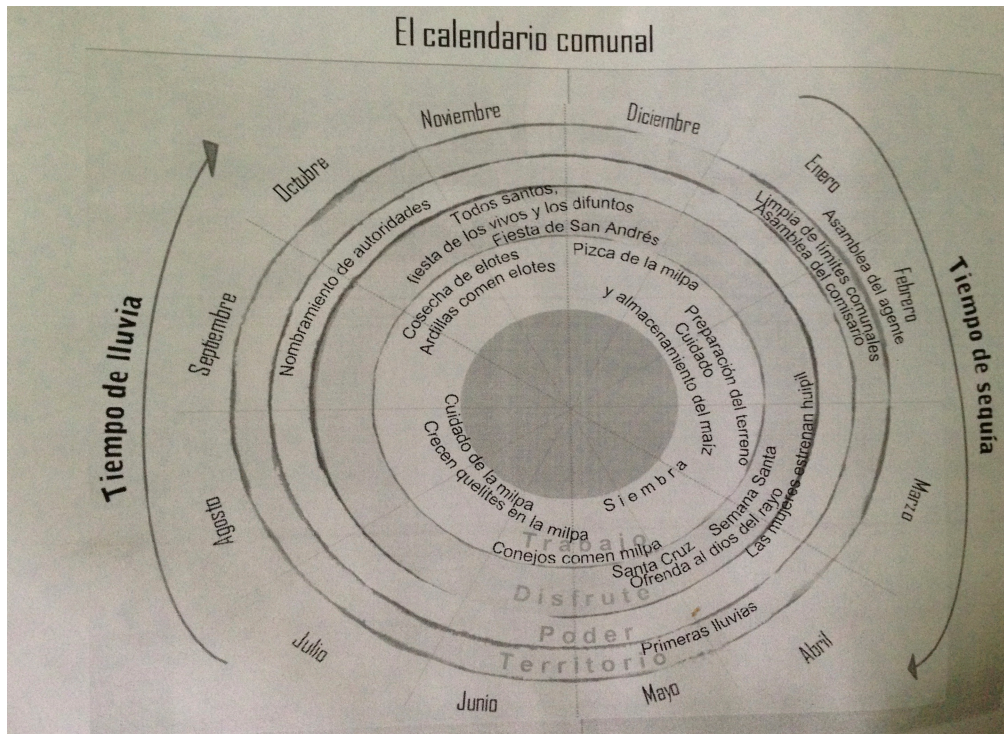 El calendario comunal
Noviembre
Diciembre
Enero
Febrero
Marzo
Abril
Mayo
Junio
Julio
Agosto
Septiembre
Octubre
Tiempo de lluvia
Tiempo de sequía
Nombramiento de autoridades
Todos santos,
fiesta de los vivos y los difuntos
Fiesta de San Andrés
Cosecha de elotes
Ardillas comen elotes
Pizca de la milpa
y almacenamiento del maíz
Preparación del terreno
Cuidado
Limpia de límites comunales
Asamblea del comisario
Asamblea del agente
Las mujeres estrenan huipil
Semana Santa
Ofrenda al dios del rayo
Santa Cruz
Siembra
Primeras lluvias
Cuidado de la milpa
Crecen quelites en la milpa
Conejos comen milpa
Trabajo
Disfrute
Poder
Territorio